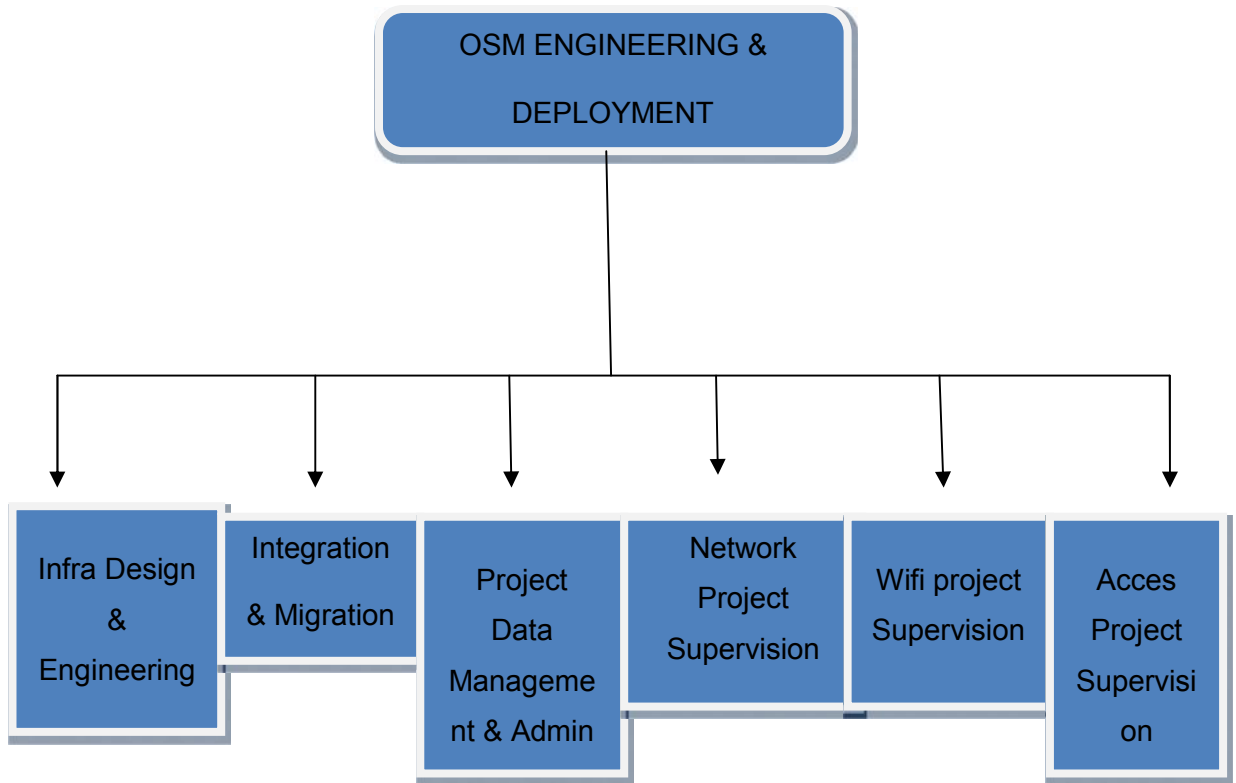 OSM ENGINEERING &
DEPLOYMENT
Infra Design
&
Engineering
Integration
& Migration
Project
Data
Manageme
nt & Admin
Network
Project
Supervision
Wifi project
Supervision
Acces
Project
Supervisi
on